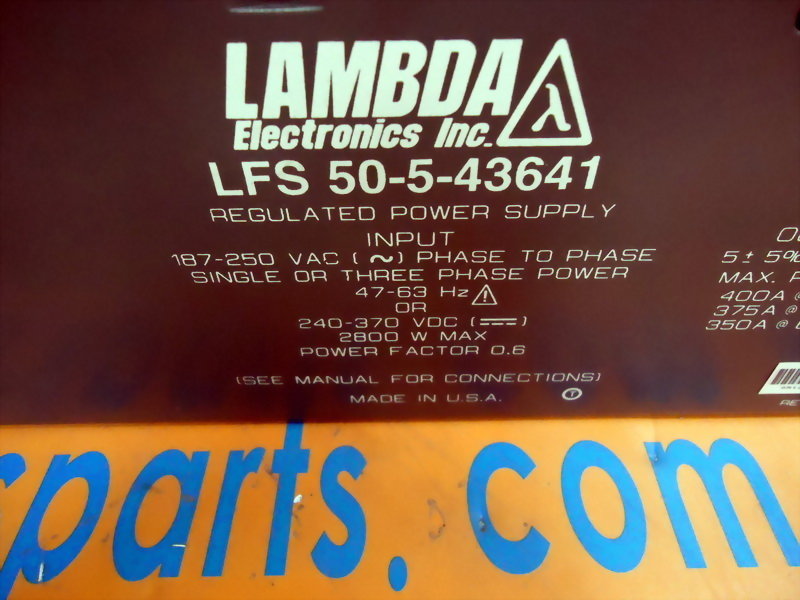 LAMBDA
Electronics Inc.
λ
LFS 50-5-43641
REGULATED POWER SUPPLY
INPUT
187-250 VAC (~) PHASE TO PHASE
SINGLE OR THREE PHASE POWER
47-63 Hz
OR
240-370 VDC (⎓)
2800 W MAX
POWER FACTOR 0.6
(SEE MANUAL FOR CONNECTIONS)
MADE IN U.S.A.
5 ± 5%
MAX.
400A @
375A @
350A @
parts.com